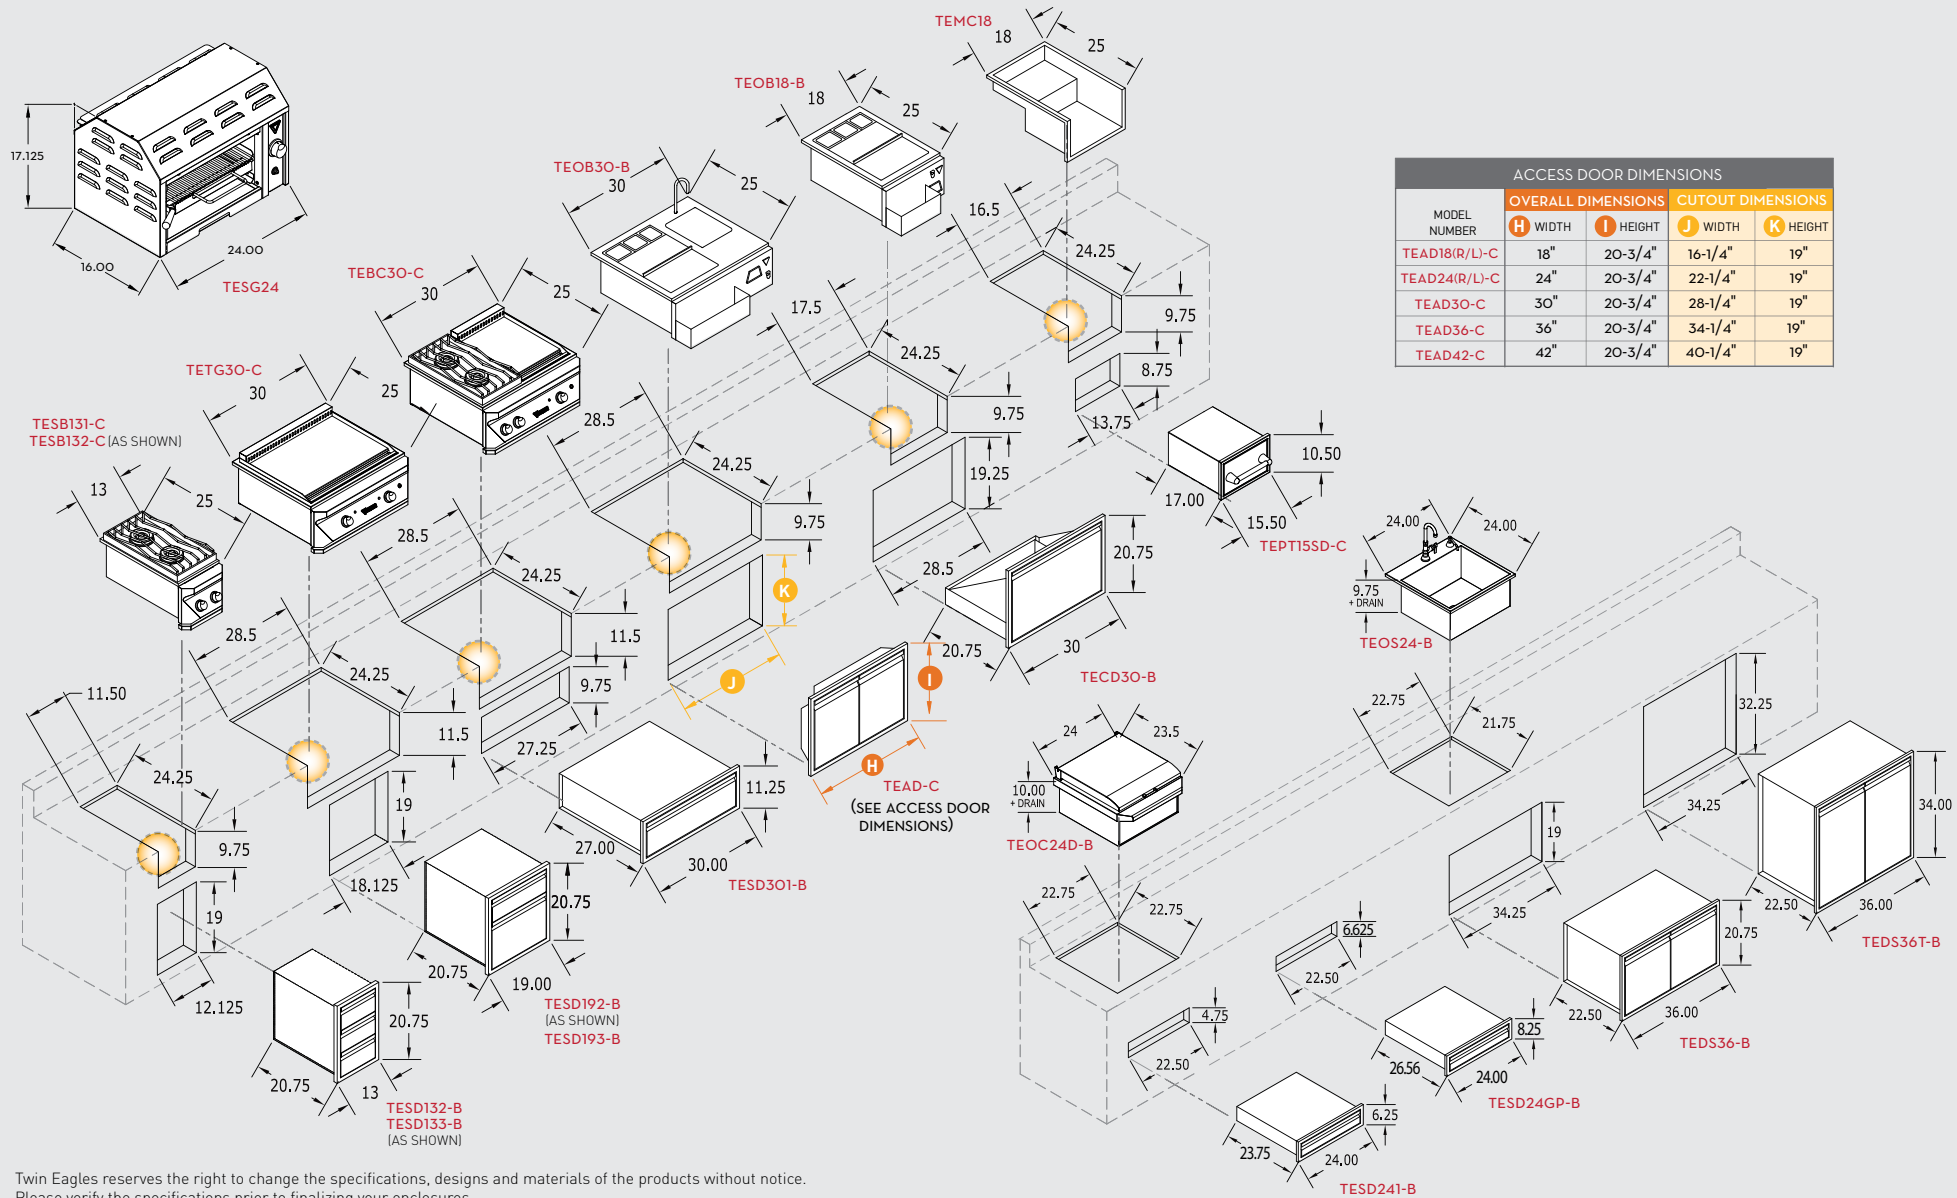 TEMC18
18
25
TEOB18-B
18
25
TEOB30-B
30
25
17.125
16.00
24.00
TESG24
TEBC30-C
30
25
TETG30-C
30
25
TESB131-C
TESB132-C (AS SHOWN)
13
25
ACCESS DOOR DIMENSIONS
OVERALL DIMENSIONS CUTOUT DIMENSIONS
MODEL NUMBER H WIDTH I HEIGHT J WIDTH K HEIGHT
TEAD18(R/L)-C 18" 20-3/4" 16-1/4" 19"
TEAD24(R/L)-C 24" 20-3/4" 22-1/4" 19"
TEAD30-C 30" 20-3/4" 28-1/4" 19"
TEAD36-C 36" 20-3/4" 34-1/4" 19"
TEAD42-C 42" 20-3/4" 40-1/4" 19"
16.5
24.25
9.75
8.75
13.75
17.5
24.25
9.75
19.25
28.5
28.5
24.25
9.75
K
J
28.5
24.25
11.5
9.75
27.25
28.5
24.25
11.5
19
18.125
11.50
24.25
9.75
19
12.125
10.50
17.00
15.50
TEPT15SD-C
20.75
20.75
30
TECD30-B
I
H
TEAD-C
(SEE ACCESS DOOR
DIMENSIONS)
11.25
27.00
30.00
TESD301-B
20.75
20.75
19.00
TESD192-B
(AS SHOWN)
TESD193-B
20.75
20.75
13
TESD132-B
TESD133-B
(AS SHOWN)
24.00
24.00
9.75
+ DRAIN
TEOS24-B
24
23.5
10.00
+ DRAIN
TEOC24D-B
22.75
21.75
32.25
34.25
34.00
22.50
36.00
TEDS36T-B
22.75
22.75
19
34.25
20.75
22.50
36.00
TEDS36-B
6.625
22.50
8.25
26.56
24.00
TESD24GP-B
4.75
22.50
6.25
23.75
24.00
TESD241-B
Twin Eagles reserves the right to change the specifications, designs and materials of the products without notice.
Please verify the specifications prior to finalizing your enclosures.